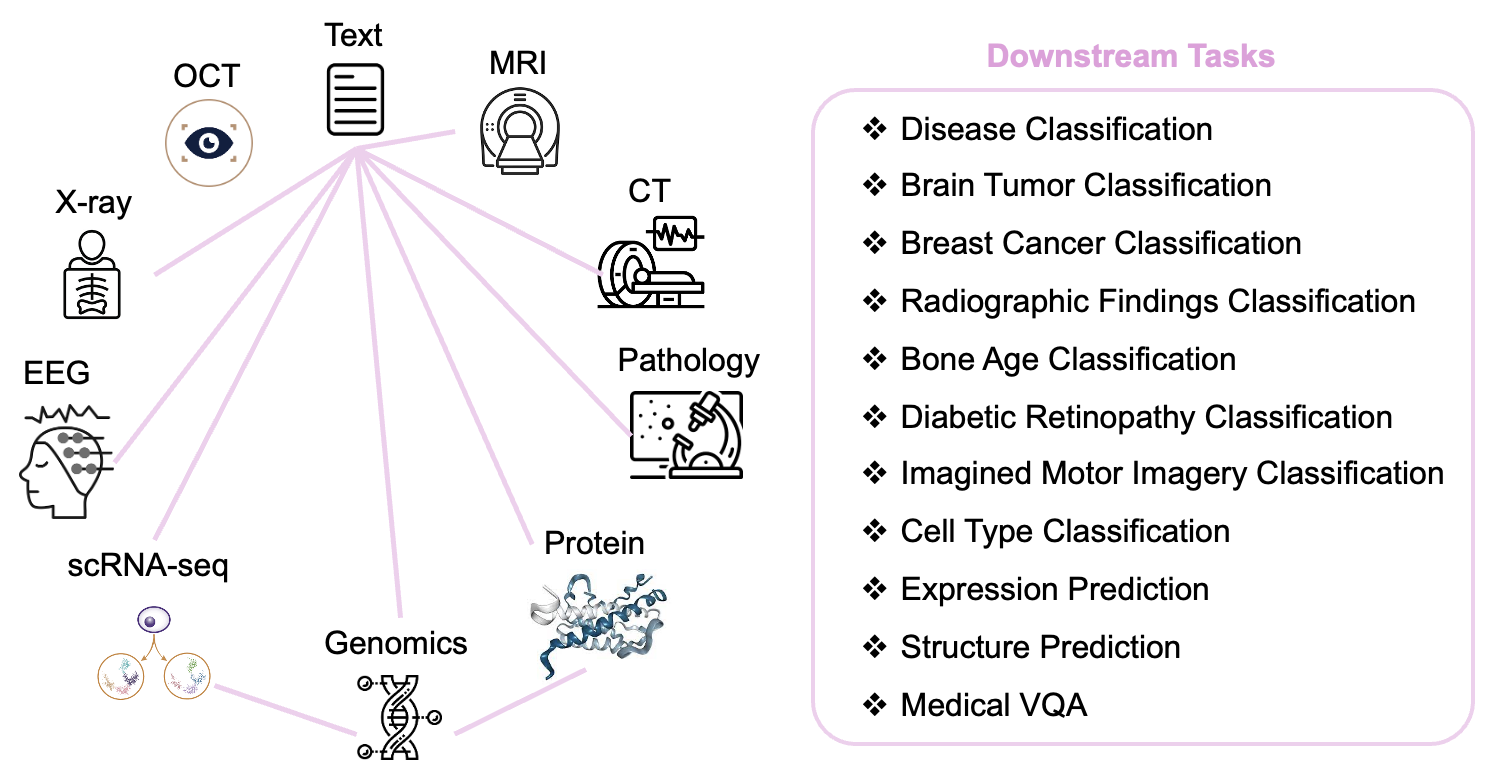 Text
OCT
MRI
X-ray
CT
EEG
Pathology
scRNA-seq
Protein
Genomics
Downstream Tasks
❖ Disease Classification
❖ Brain Tumor Classification
❖ Breast Cancer Classification
❖ Radiographic Findings Classification
❖ Bone Age Classification
❖ Diabetic Retinopathy Classification
❖ Imagined Motor Imagery Classification
❖ Cell Type Classification
❖ Expression Prediction
❖ Structure Prediction
❖ Medical VQA